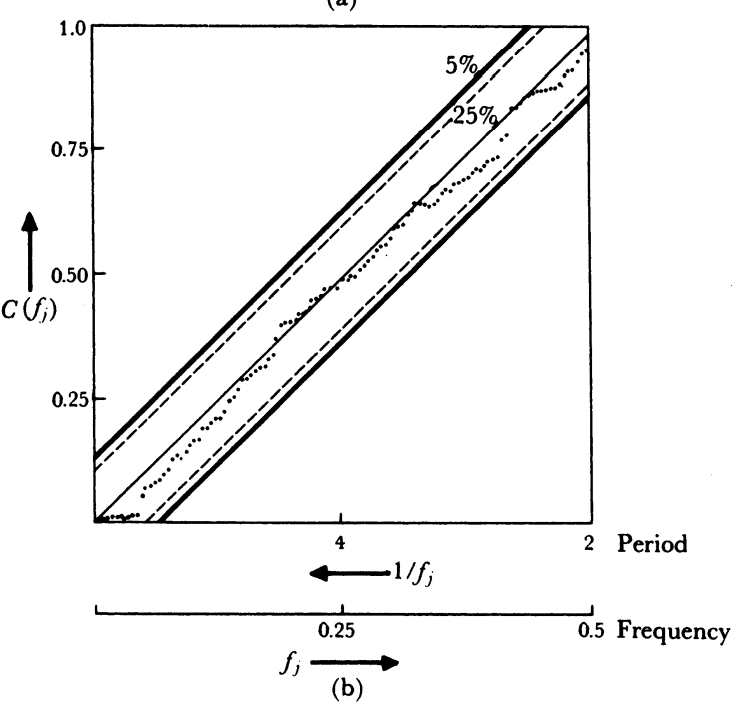 (a)
1.0
5%
25%
0.75
0.50
C(f_j)
0.25
4 2 Period
1/f_j
0.25 0.5 Frequency
f_j
(b)